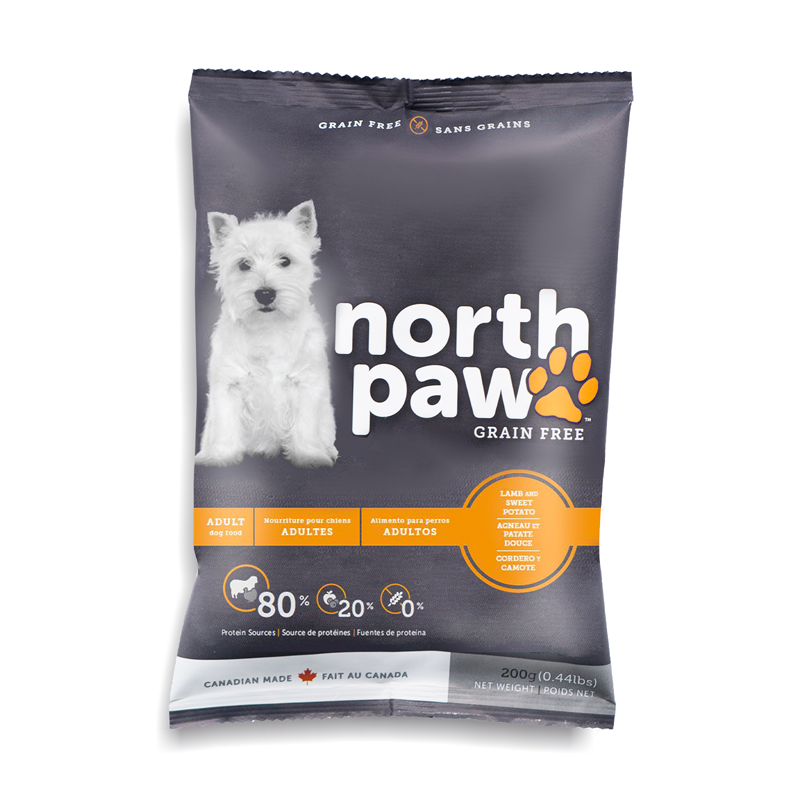 GRAIN FREE SANS GRAINS
north
paw™
GRAIN FREE
LAMB AND
SWEET
POTATO
AGNEAU ET
PATATE
DOUCE
CORDERO Y
CAMOTE
ADULT
dog food
Nourriture pour chiens
ADULTES
Alimento para perros
ADULTOS
80% 20% 0%
Protein Sources | Source de protéines | Fuentes de proteína
CANADIAN MADE FAIT AU CANADA
200g (0.44lbs)
NET WEIGHT | POIDS NET